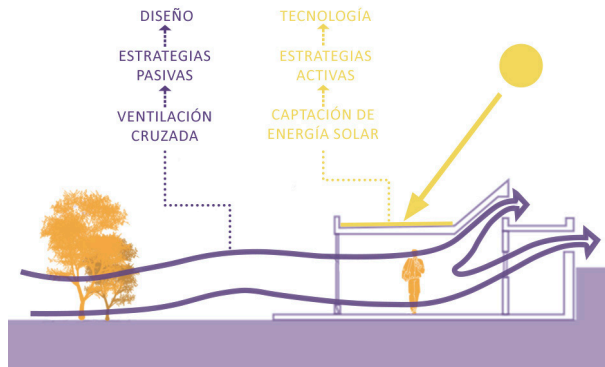 DISEÑO
ESTRATEGIAS
PASIVAS
VENTILACIÓN
CRUZADA
TECNOLOGÍA
ESTRATEGIAS
ACTIVAS
CAPTACIÓN DE
ENERGÍA SOLAR